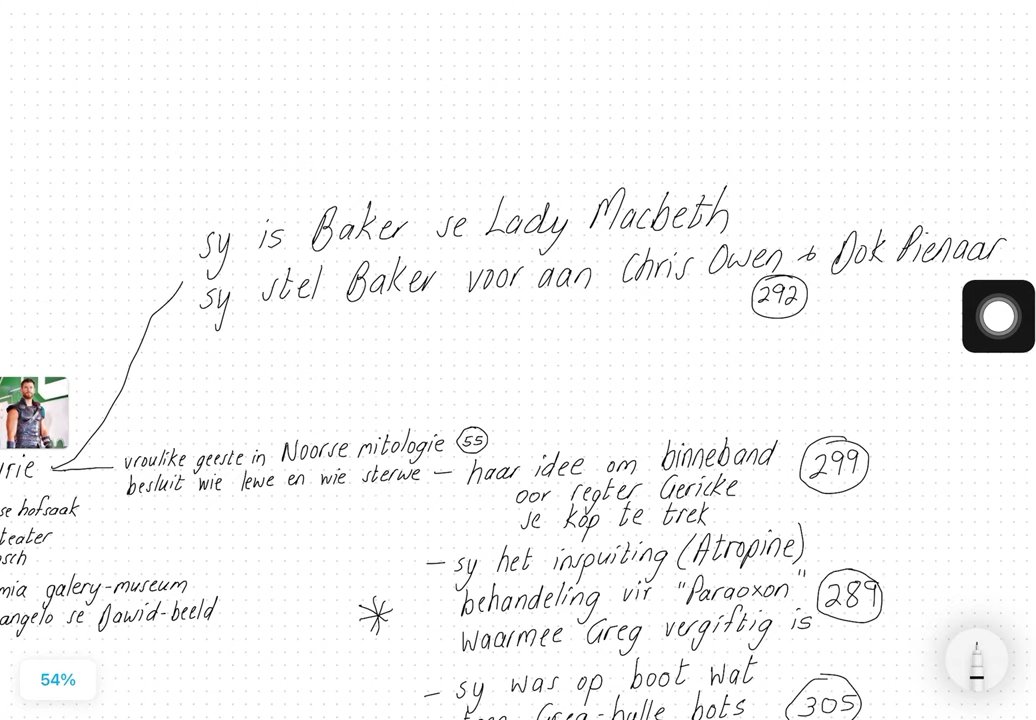 sy is Baker se Lady Macbeth
sy stel Baker voor aan Chris Owen + Dok Pienaar
292
vroulike geeste in Noorse mitologie 55
besluit wie lewe en wie sterwe – haar idee om binneband 299
oor regter Gericke
se kop te trek
se hofsaak
teater
mia galery-museum
angelo se Dawid-beeld
– sy het inspuiting (Atropine)
behandeling vir "Paraoxon" 289
waarmee Greg vergiftig is
– sy was op boot wat
Greg-hulle bots 305
54%